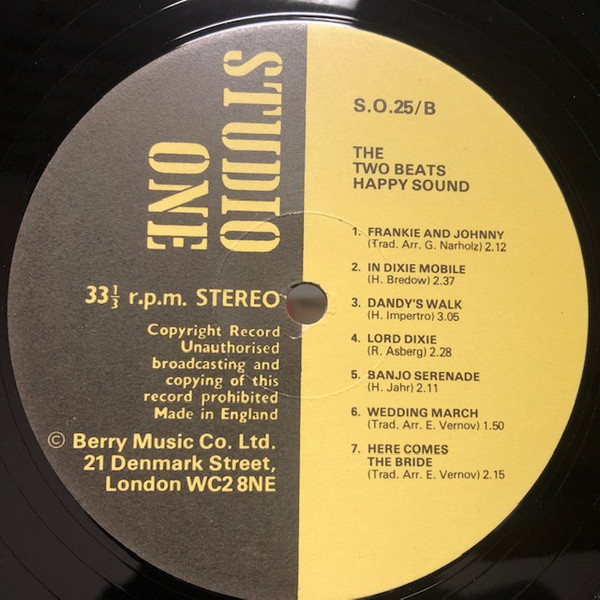 STUDIO
ONE
33⅓ r.p.m. STEREO
Copyright Record
Unauthorised
broadcasting and
copying of this
record prohibited
Made in England
© Berry Music Co. Ltd.
21 Denmark Street,
London WC2 8NE
S.O.25/B
THE
TWO BEATS
HAPPY SOUND
1. FRANKIE AND JOHNNY
(Trad. Arr. G. Narholz) 2.12
2. IN DIXIE MOBILE
(H. Bredow) 2.37
3. DANDY'S WALK
(H. Impertro) 3.05
4. LORD DIXIE
(R. Asberg) 2.28
5. BANJO SERENADE
(H. Jahr) 2.11
6. WEDDING MARCH
(Trad. Arr. E. Vernov) 1.50
7. HERE COMES
THE BRIDE
(Trad. Arr. E. Vernov) 2.15